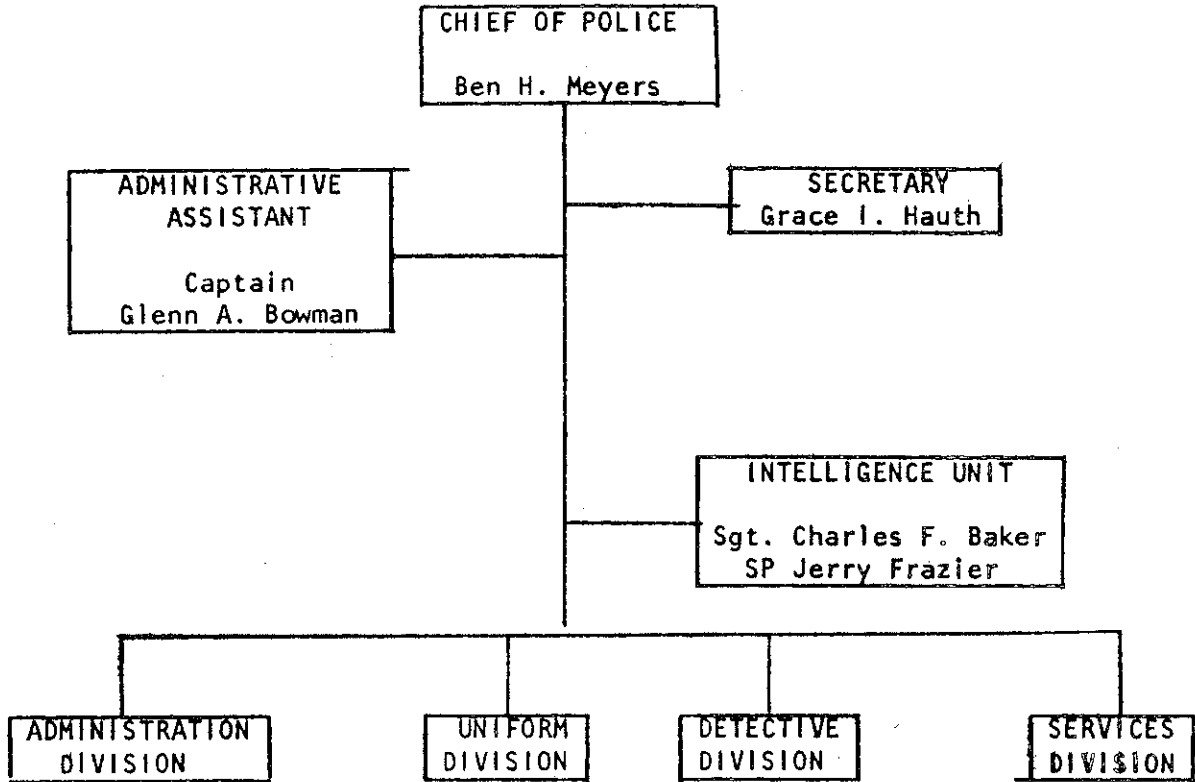 CHIEF OF POLICE
Ben H. Meyers
ADMINISTRATIVE
ASSISTANT
Captain
Glenn A. Bowman
SECRETARY
Grace I. Hauth
INTELLIGENCE UNIT
Sgt. Charles F. Baker
SP Jerry Frazier
ADMINISTRATION
DIVISION
UNIFORM
DIVISION
DETECTIVE
DIVISION
SERVICES
DIVISION